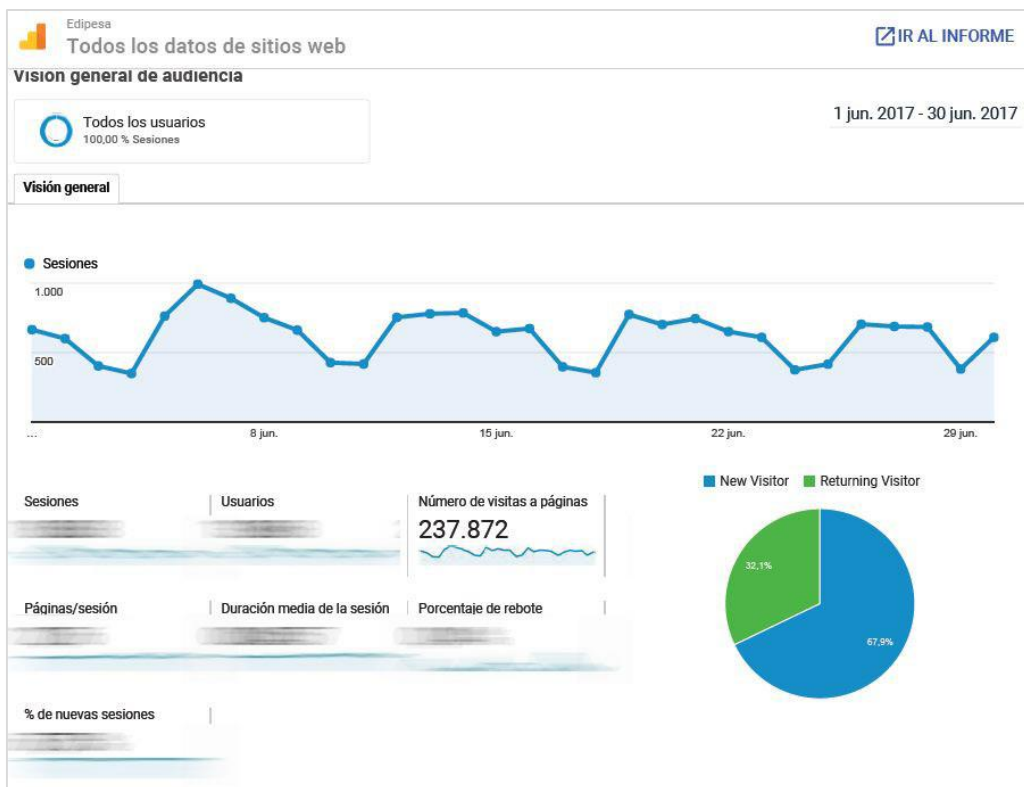 Edipesa
Todos los datos de sitios web
IR AL INFORME
Visión general de audiencia
Todos los usuarios
100,00 % Sesiones
1 jun. 2017 - 30 jun. 2017
Visión general
Sesiones
1.000
500
...
8 jun.
15 jun.
22 jun.
29 jun.
Sesiones
Usuarios
Número de visitas a páginas
237.872
Páginas/sesión
Duración media de la sesión
Porcentaje de rebote
% de nuevas sesiones
New Visitor
Returning Visitor
32,1%
67,9%